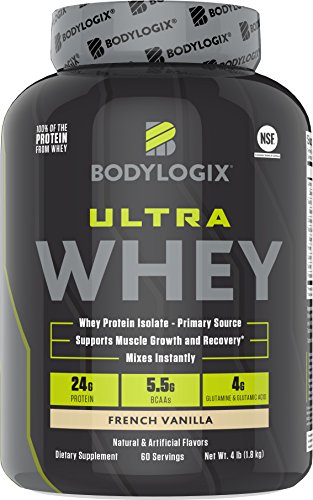 BODYLOGIX®
100% OF THE
PROTEIN
FROM WHEY
NSF
BODYLOGIX®
ULTRA
WHEY
Whey Protein Isolate - Primary Source
Supports Muscle Growth and Recovery*
Mixes Instantly
24G
PROTEIN
5.5G
BCAAs
4G
GLUTAMINE & GLUTAMIC ACID
FRENCH VANILLA
Natural & Artificial Flavors
Dietary Supplement
60 Servings
Net Wt. 4 lb (1.8 kg)